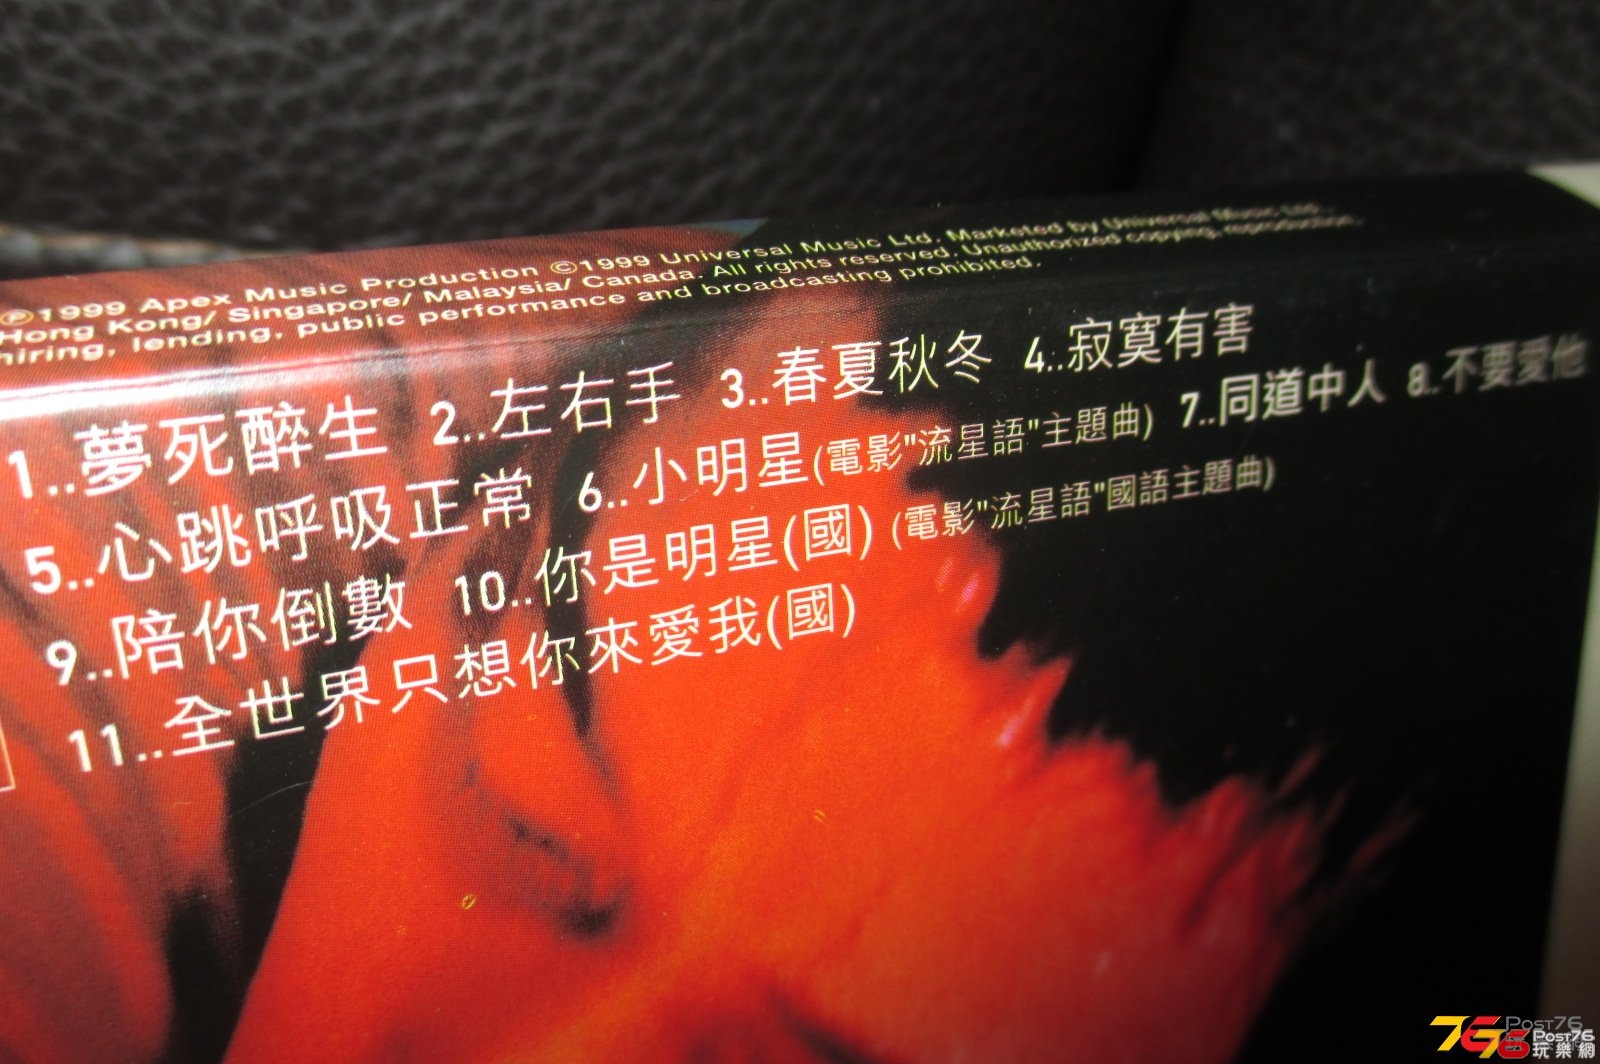 ℗1999 Apex Music Production ©1999 Universal Music Ltd. Marketed by Universal Music Ltd.
Hong Kong/ Singapore/ Malaysia/ Canada. All rights reserved. Unauthorized copying, reproduction,
hiring, lending, public performance and broadcasting prohibited.
1..夢死醉生 2..左右手 3..春夏秋冬 4..寂寞有害
5..心跳呼吸正常 6..小明星(電影"流星語"主題曲) 7..同道中人 8..不要愛他
9..陪你倒數 10..你是明星(國) (電影"流星語"國語主題曲)
11..全世界只想你來愛我(國)
Post76
玩樂網